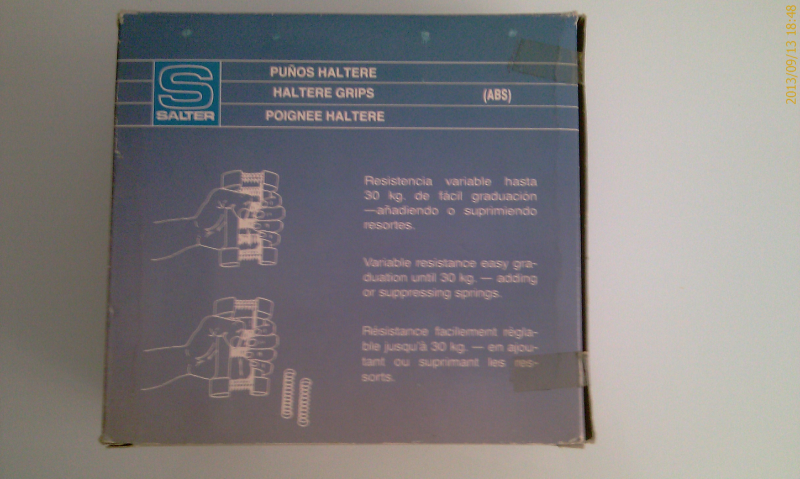 2013/09/13 18:48
S
SALTER
PUÑOS HALTERE
HALTERE GRIPS (ABS)
POIGNEE HALTERE
Resistencia variable hasta
30 kg. de fácil graduación
—añadiendo o suprimiendo
resortes.
Variable resistance easy gra-
duation until 30 kg. — adding
or suppressing springs.
Résistance facilement régla-
ble jusqu'à 30 kg. — en ajou-
tant ou suprimant les res-
sorts.